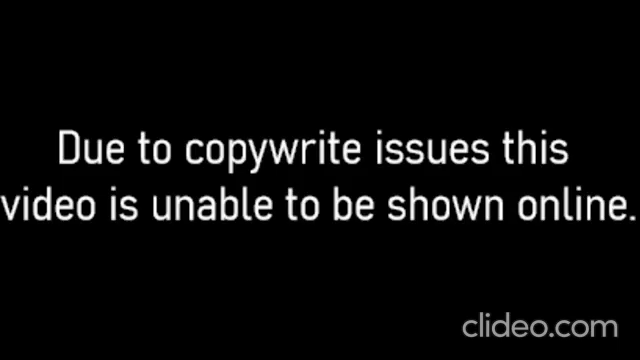 Due to copywrite issues this
video is unable to be shown online.
clideo.com